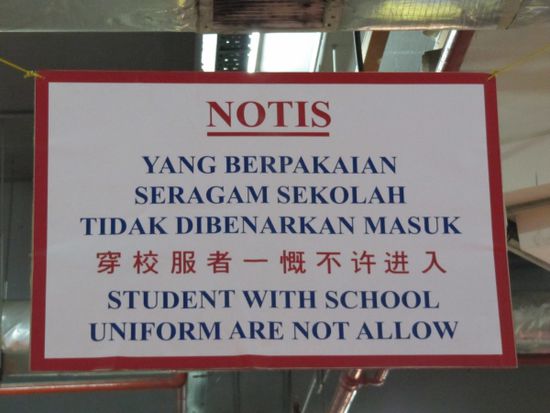 NOTIS
YANG BERPAKAIAN
SERAGAM SEKOLAH
TIDAK DIBENARKAN MASUK
穿校服者一慨不许进入
STUDENT WITH SCHOOL
UNIFORM ARE NOT ALLOW